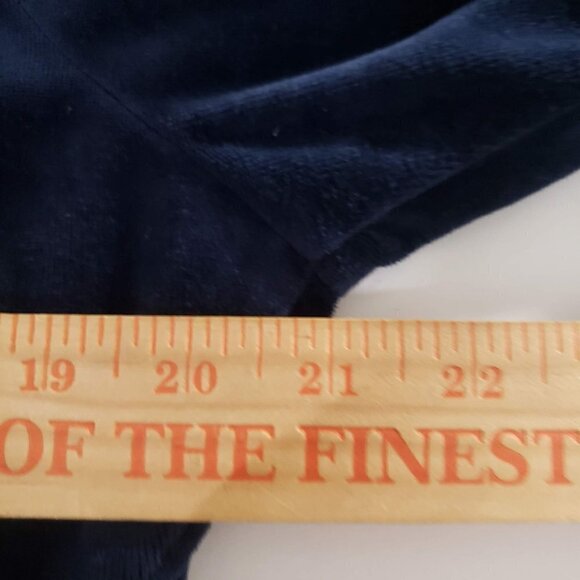 19 20 21 22
OF THE FINEST